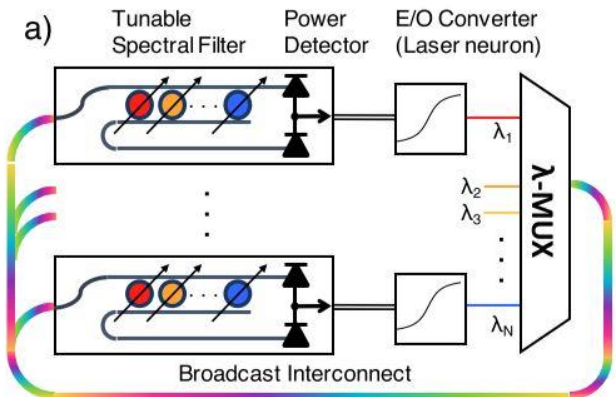 a)
Tunable
Spectral Filter
Power
Detector
E/O Converter
(Laser neuron)
λ1
λ2
λ3
λN
λ-MUX
Broadcast Interconnect